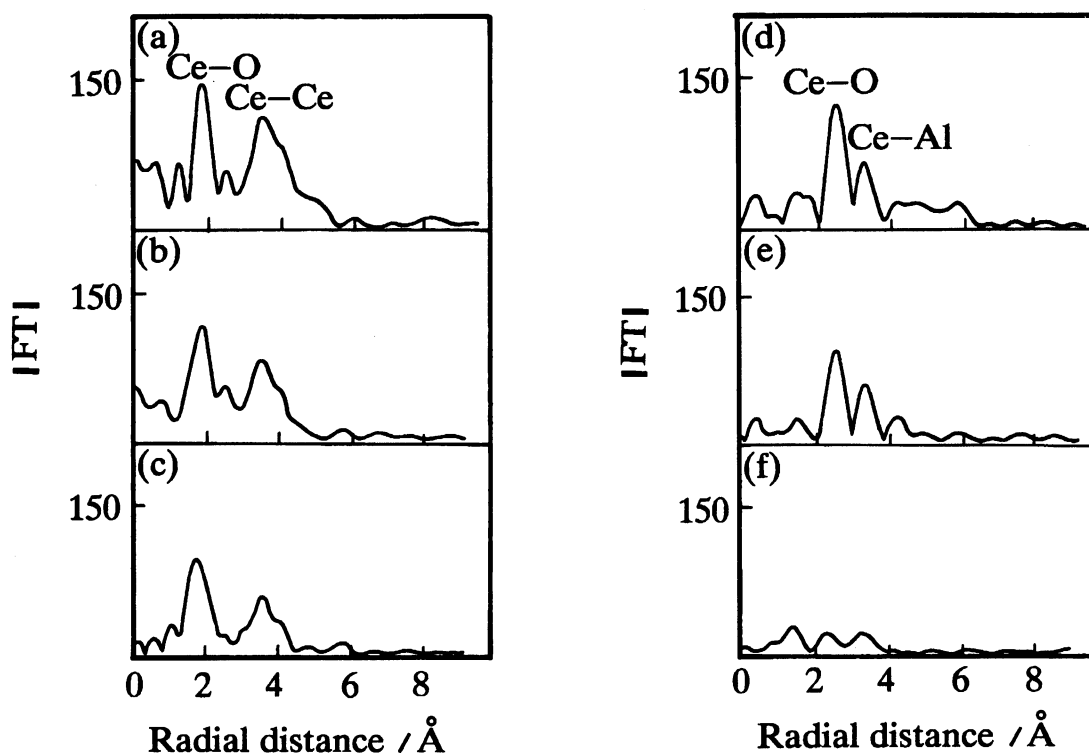 (a)
Ce−O
150
Ce−Ce
(b)
150
(c)
150
|FT|
0 2 4 6 8
Radial distance / Å
(d)
150
Ce−O
Ce−Al
(e)
150
(f)
150
|FT|
0 2 4 6 8
Radial distance / Å